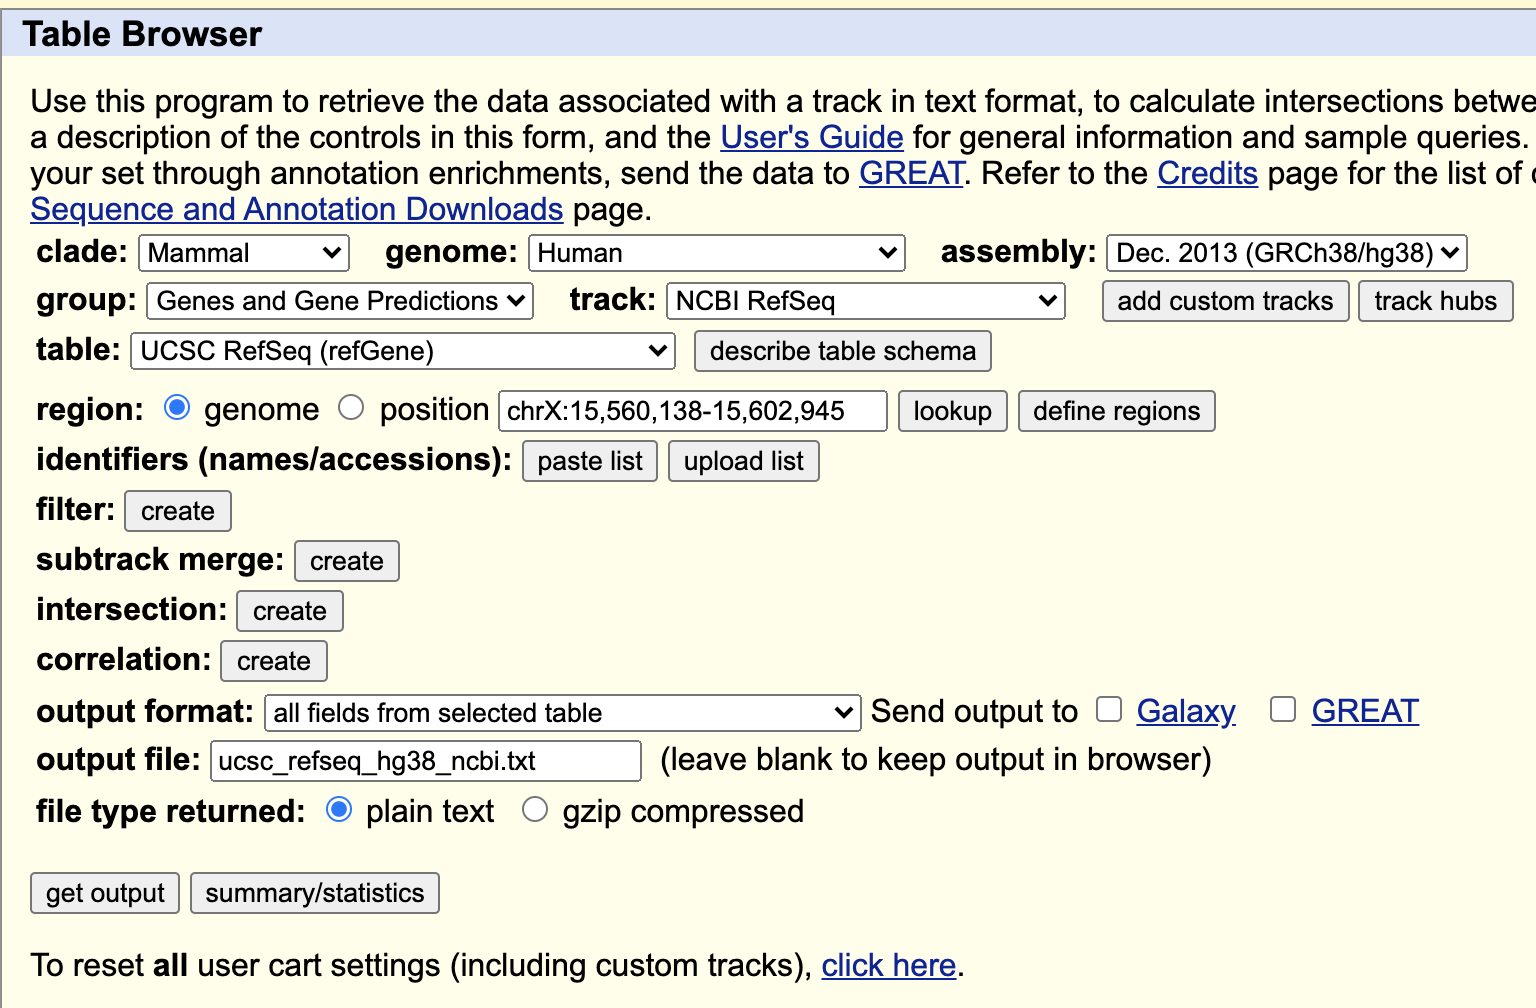 Table Browser
Use this program to retrieve the data associated with a track in text format, to calculate intersections
a description of the controls in this form, and the User's Guide for general information and sample queries.
your set through annotation enrichments, send the data to GREAT. Refer to the Credits page for the list of
Sequence and Annotation Downloads page.
clade: Mammal genome: Human assembly: Dec. 2013 (GRCh38/hg38)
group: Genes and Gene Predictions track: NCBI RefSeq add custom tracks track hubs
table: UCSC RefSeq (refGene) describe table schema
region: genome position chrX:15,560,138-15,602,945 lookup define regions
identifiers (names/accessions): paste list upload list
filter: create
subtrack merge: create
intersection: create
correlation: create
output format: all fields from selected table Send output to Galaxy GREAT
output file: ucsc_refseq_hg38_ncbi.txt (leave blank to keep output in browser)
file type returned: plain text gzip compressed
get output summary/statistics
To reset all user cart settings (including custom tracks), click here.